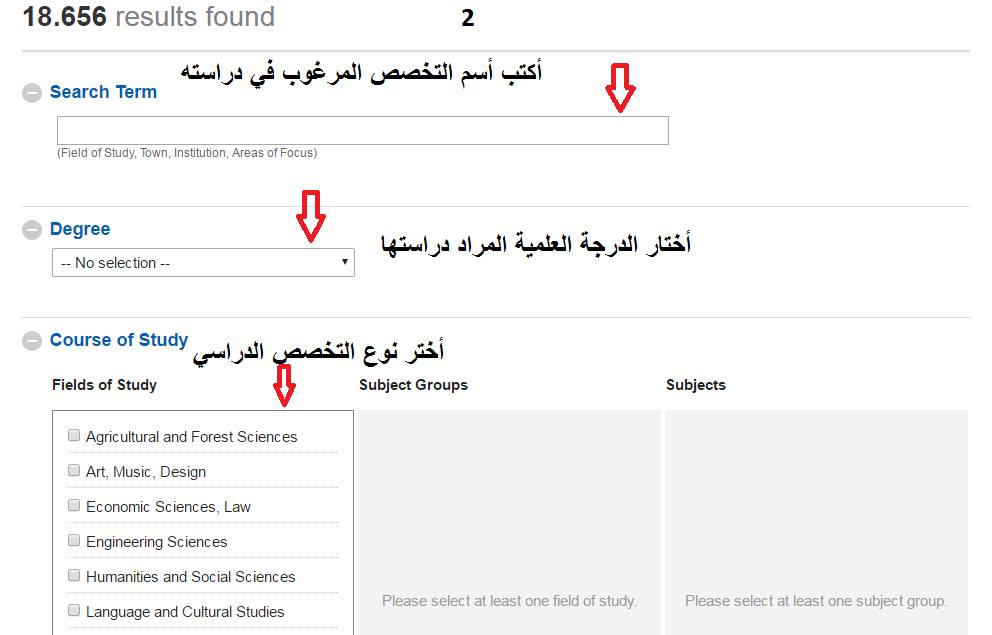 18.656 results found
2
أكتب أسم التخصص المرغوب في دراسته
Search Term
(Field of Study, Town, Institution, Areas of Focus)
Degree
-- No selection --
أختار الدرجة العلمية المراد دراستها
Course of Study
أختر نوع التخصص الدراسي
Fields of Study
Subject Groups
Subjects
Agricultural and Forest Sciences
Art, Music, Design
Economic Sciences, Law
Engineering Sciences
Humanities and Social Sciences
Language and Cultural Studies
Please select at least one field of study.
Please select at least one subject group.